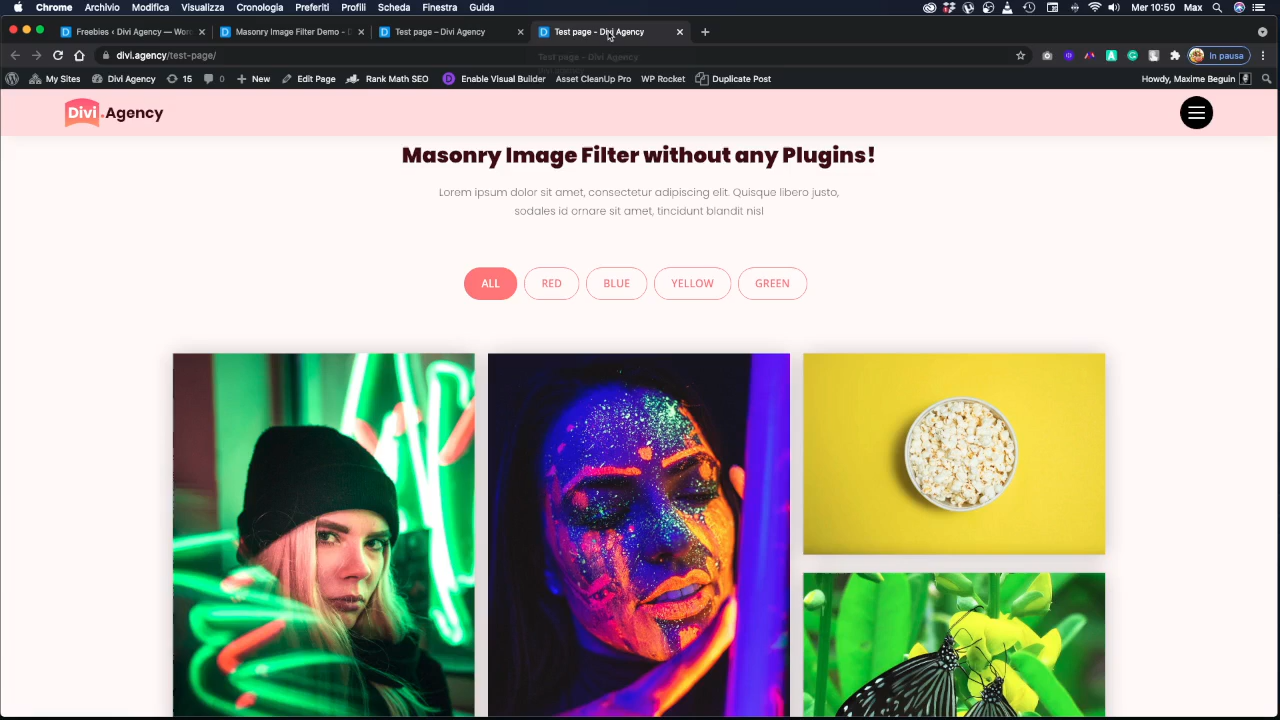 Chrome Archivio Modifica Visualizza Cronologia Preferiti Profili Scheda Finestra Guida Mer 10:50 Max
Freebies ‹ Divi Agency — Wor Masonry Image Filter Demo - D Test page – Divi Agency Test page - Divi Agency
divi.agency/test-page/ In pausa
Test page – Divi Agency
My Sites Divi Agency 15 0 New Edit Page Rank Math SEO Enable Visual Builder Asset CleanUp Pro WP Rocket Duplicate Post Howdy, Maxime Beguin
Divi.Agency
Masonry Image Filter without any Plugins!
Lorem ipsum dolor sit amet, consectetur adipiscing elit. Quisque libero justo,
sodales id ornare sit amet, tincidunt blandit nisl
ALL RED BLUE YELLOW GREEN